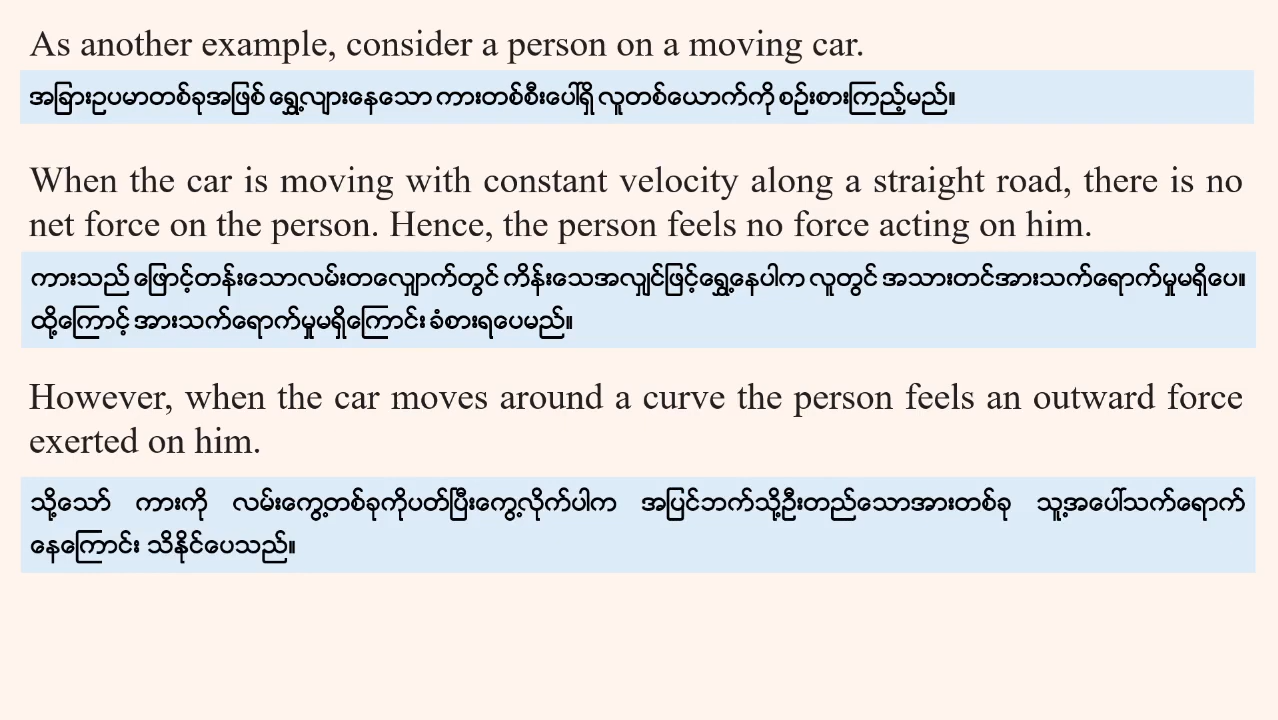 As another example, consider a person on a moving car.
အခြားဥပမာတစ်ခုအဖြစ် ရွှေ့လျားနေသော ကားတစ်စီးပေါ်ရှိ လူတစ်ယောက်ကို စဉ်းစားကြည့်မည်။
When the car is moving with constant velocity along a straight road, there is no
net force on the person. Hence, the person feels no force acting on him.
ကားသည် ဖြောင့်တန်းသောလမ်းတလျှောက်တွင် ကိန်းသေအလျှင်ဖြင့်ရွှေ့နေပါက လူတွင် အသားတင်အားသက်ရောက်မှုမရှိပေ။
ထို့ကြောင့် အားသက်ရောက်မှုမရှိကြောင်း ခံစားရပေမည်။
However, when the car moves around a curve the person feels an outward force
exerted on him.
သို့သော် ကားကို လမ်းကွေ့တစ်ခုကိုပတ်ပြီးကွေ့လိုက်ပါက အပြင်ဘက်သို့ဦးတည်သောအားတစ်ခု သူ့အပေါ်သက်ရောက်
နေကြောင်း သိနိုင်ပေသည်။